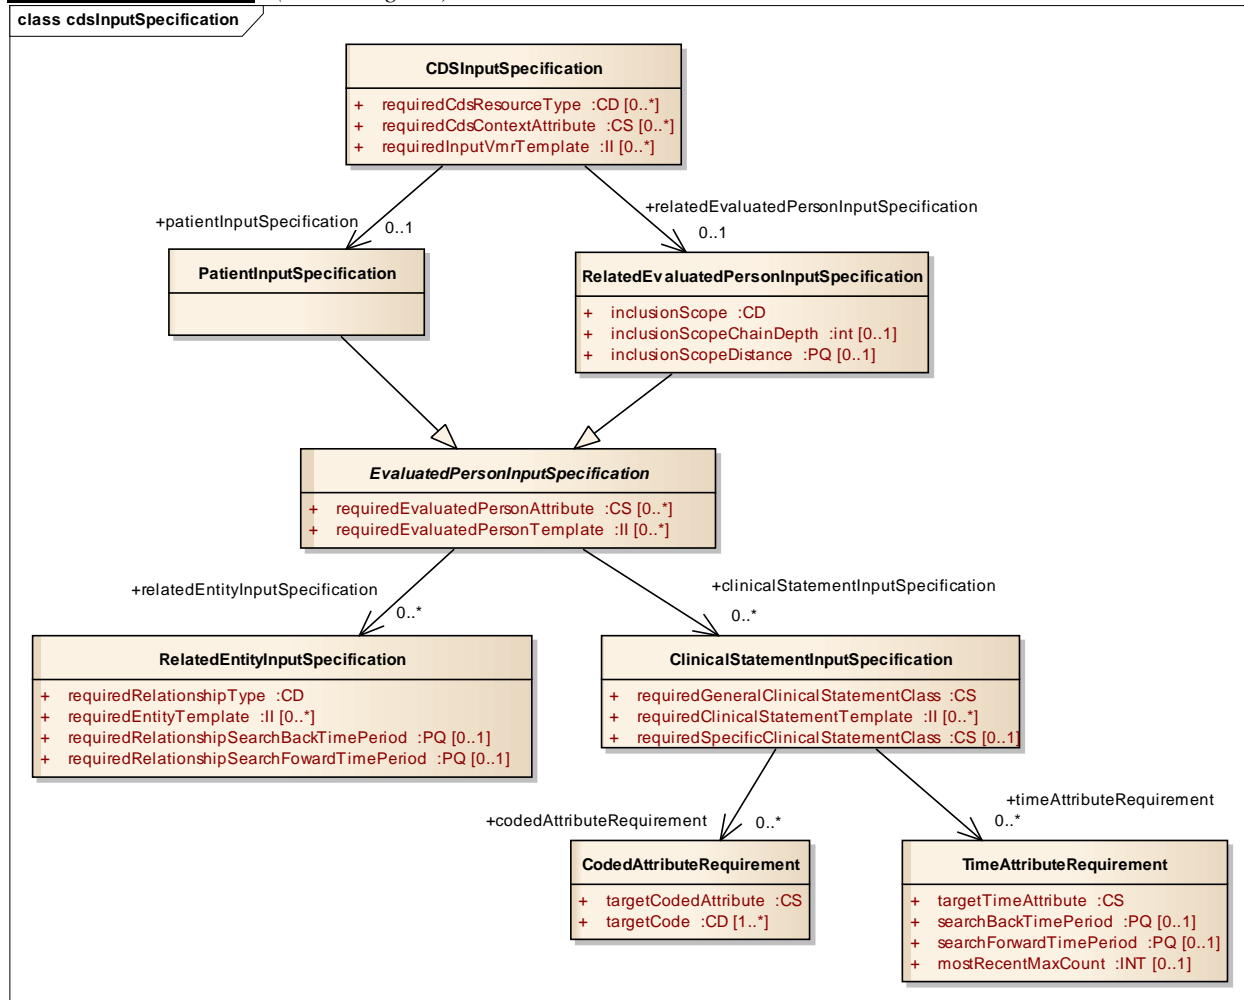 class cdsInputSpecification
CDSInputSpecification
+ requiredCdsResourceType :CD [0..*]
+ requiredCdsContextAttribute :CS [0..*]
+ requiredInputVmrTemplate :II [0..*]
+patientInputSpecification
0..1
+relatedEvaluatedPersonInputSpecification
0..1
PatientInputSpecification
RelatedEvaluatedPersonInputSpecification
+ inclusionScope :CD
+ inclusionScopeChainDepth :int [0..1]
+ inclusionScopeDistance :PQ [0..1]
EvaluatedPersonInputSpecification
+ requiredEvaluatedPersonAttribute :CS [0..*]
+ requiredEvaluatedPersonTemplate :II [0..*]
+relatedEntityInputSpecification
0..*
+clinicalStatementInputSpecification
0..*
RelatedEntityInputSpecification
+ requiredRelationshipType :CD
+ requiredEntityTemplate :II [0..*]
+ requiredRelationshipSearchBackTimePeriod :PQ [0..1]
+ requiredRelationshipSearchFowardTimePeriod :PQ [0..1]
ClinicalStatementInputSpecification
+ requiredGeneralClinicalStatementClass :CS
+ requiredClinicalStatementTemplate :II [0..*]
+ requiredSpecificClinicalStatementClass :CS [0..1]
+codedAttributeRequirement
0..*
+timeAttributeRequirement
0..*
CodedAttributeRequirement
+ targetCodedAttribute :CS
+ targetCode :CD [1..*]
TimeAttributeRequirement
+ targetTimeAttribute :CS
+ searchBackTimePeriod :PQ [0..1]
+ searchForwardTimePeriod :PQ [0..1]
+ mostRecentMaxCount :INT [0..1]